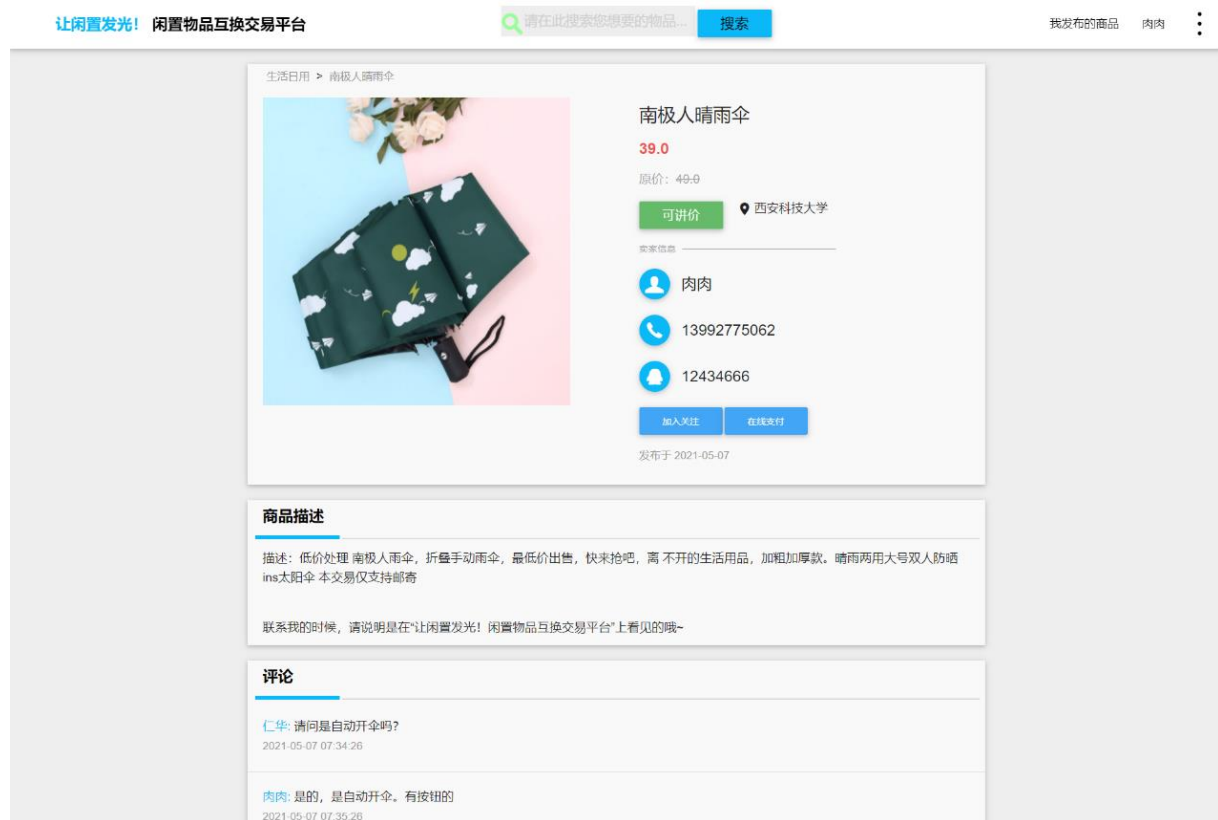 让闲置发光！ 闲置物品互换交易平台
请在此搜索您想要的物品...
搜索
我发布的商品
肉肉
生活日用 > 南极人晴雨伞
南极人晴雨伞
39.0
原价：49.0
可讲价
西安科技大学
卖家信息
肉肉
13992775062
12434666
加入关注
在线支付
发布于 2021-05-07
商品描述
描述：低价处理 南极人雨伞，折叠手动雨伞，最低价出售，快来抢吧，离 不开的生活用品，加粗加厚款。晴雨两用大号双人防晒
ins太阳伞 本交易仅支持邮寄
联系我的时候，请说明是在“让闲置发光！闲置物品互换交易平台”上看见的哦~
评论
仁华: 请问是自动开伞吗?
2021-05-07 07:34:26
肉肉: 是的，是自动开伞。有按钮的
2021-05-07 07:35:26